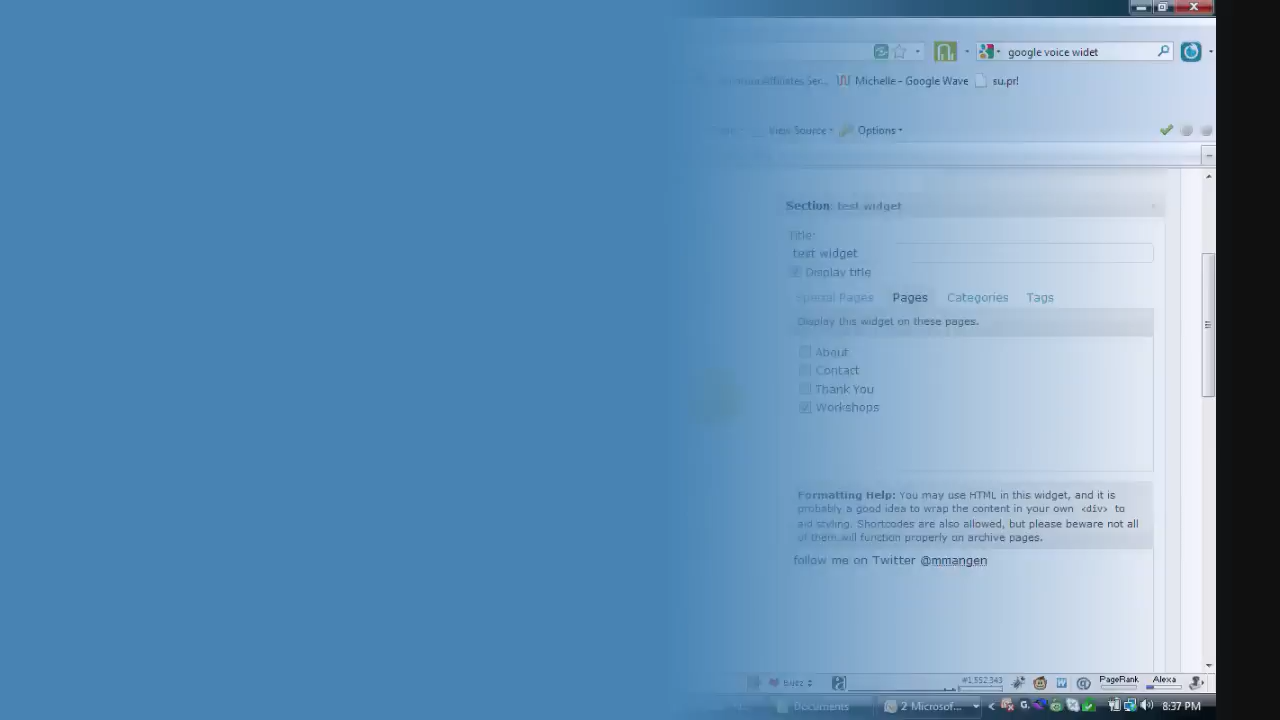 google voice widet
Michelle - Google Wave
su.pr!
View Source
Options
Section: test widget
Title:
test widget
Display title
Special Pages
Pages
Categories
Tags
Display this widget on these pages.
About
Contact
Thank You
Workshops
Formatting Help: You may use HTML in this widget, and it is
probably a good idea to wrap the content in your own <div> to
aid styling. Shortcodes are also allowed, but please beware not all
of them will function properly on archive pages.
follow me on Twitter @mmangen
Buzz
#1,552,343
PageRank
Alexa
Documents
2 Microsof...
8:37 PM